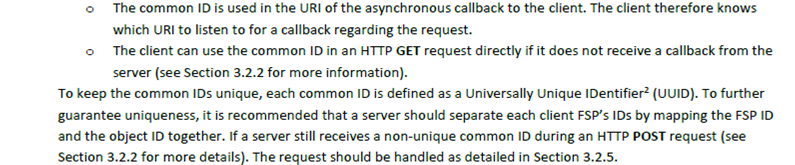 o The common ID is used in the URI of the asynchronous callback to the client. The client therefore knows
which URI to listen to for a callback regarding the request.
o The client can use the common ID in an HTTP GET request directly if it does not receive a callback from the
server (see Section 3.2.2 for more information).
To keep the common IDs unique, each common ID is defined as a Universally Unique IDentifier² (UUID). To further
guarantee uniqueness, it is recommended that a server should separate each client FSP's IDs by mapping the FSP ID
and the object ID together. If a server still receives a non-unique common ID during an HTTP POST request (see
Section 3.2.2 for more details). The request should be handled as detailed in Section 3.2.5.